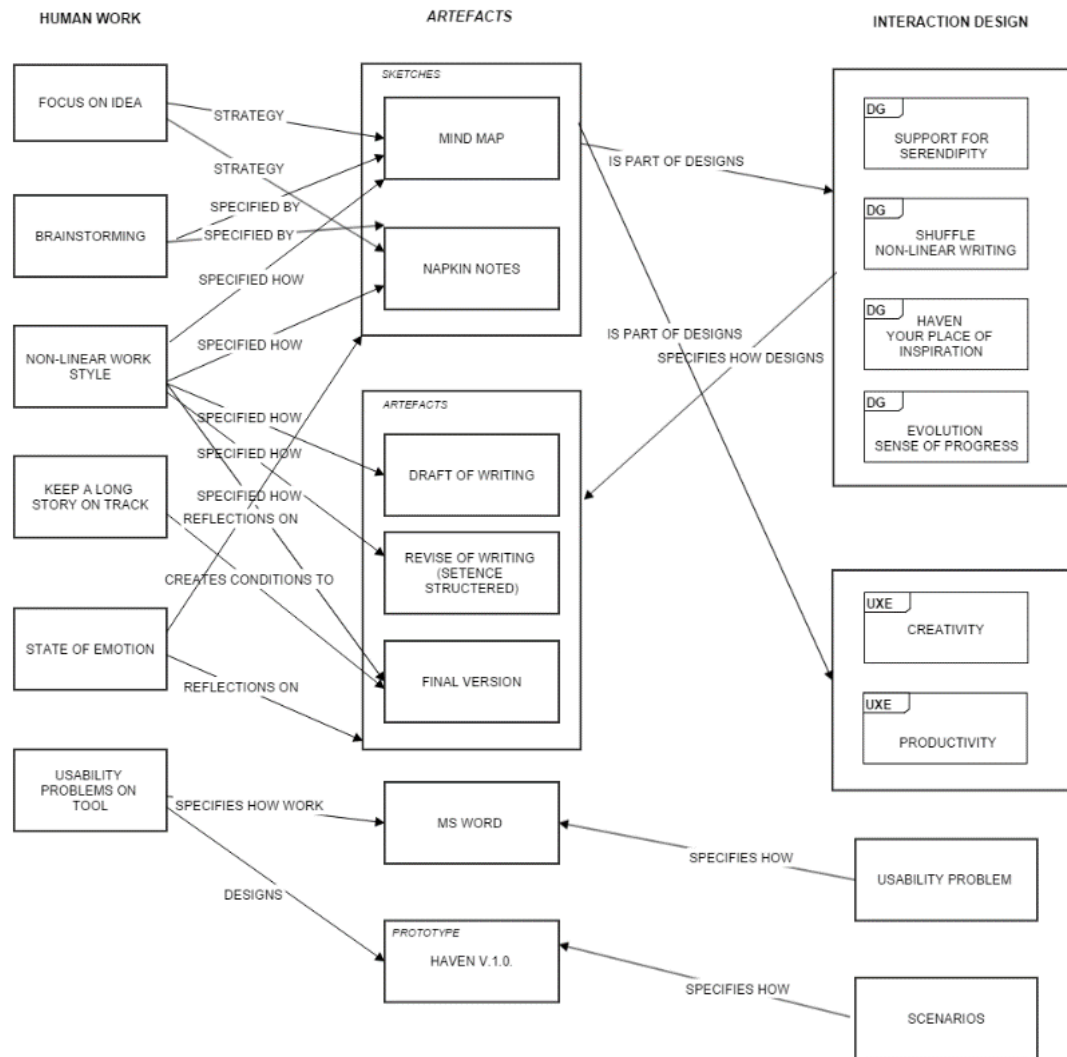 HUMAN WORK
ARTEFACTS
INTERACTION DESIGN
FOCUS ON IDEA
BRAINSTORMING
NON-LINEAR WORK
STYLE
KEEP A LONG
STORY ON TRACK
STATE OF EMOTION
USABILITY
PROBLEMS ON
TOOL
STRATEGY
STRATEGY
SPECIFIED BY
SPECIFIED BY
SPECIFIED HOW
SPECIFIED HOW
SPECIFIED HOW
SPECIFIED HOW
SPECIFIED HOW
REFLECTIONS ON
CREATES CONDITIONS TO
REFLECTIONS ON
SPECIFIES HOW WORK
DESIGNS
SKETCHES
MIND MAP
NAPKIN NOTES
ARTEFACTS
DRAFT OF WRITING
REVISE OF WRITING
(SETENCE
STRUCTERED)
FINAL VERSION
MS WORD
PROTOTYPE
HAVEN V.1.0.
IS PART OF DESIGNS
IS PART OF DESIGNS
SPECIFIES HOW DESIGNS
SPECIFIES HOW
SPECIFIES HOW
DG
SUPPORT FOR
SERENDIPITY
DG
SHUFFLE
NON-LINEAR WRITING
DG
HAVEN
YOUR PLACE OF
INSPIRATION
DG
EVOLUTION
SENSE OF PROGRESS
UXE
CREATIVITY
UXE
PRODUCTIVITY
USABILITY PROBLEM
SCENARIOS